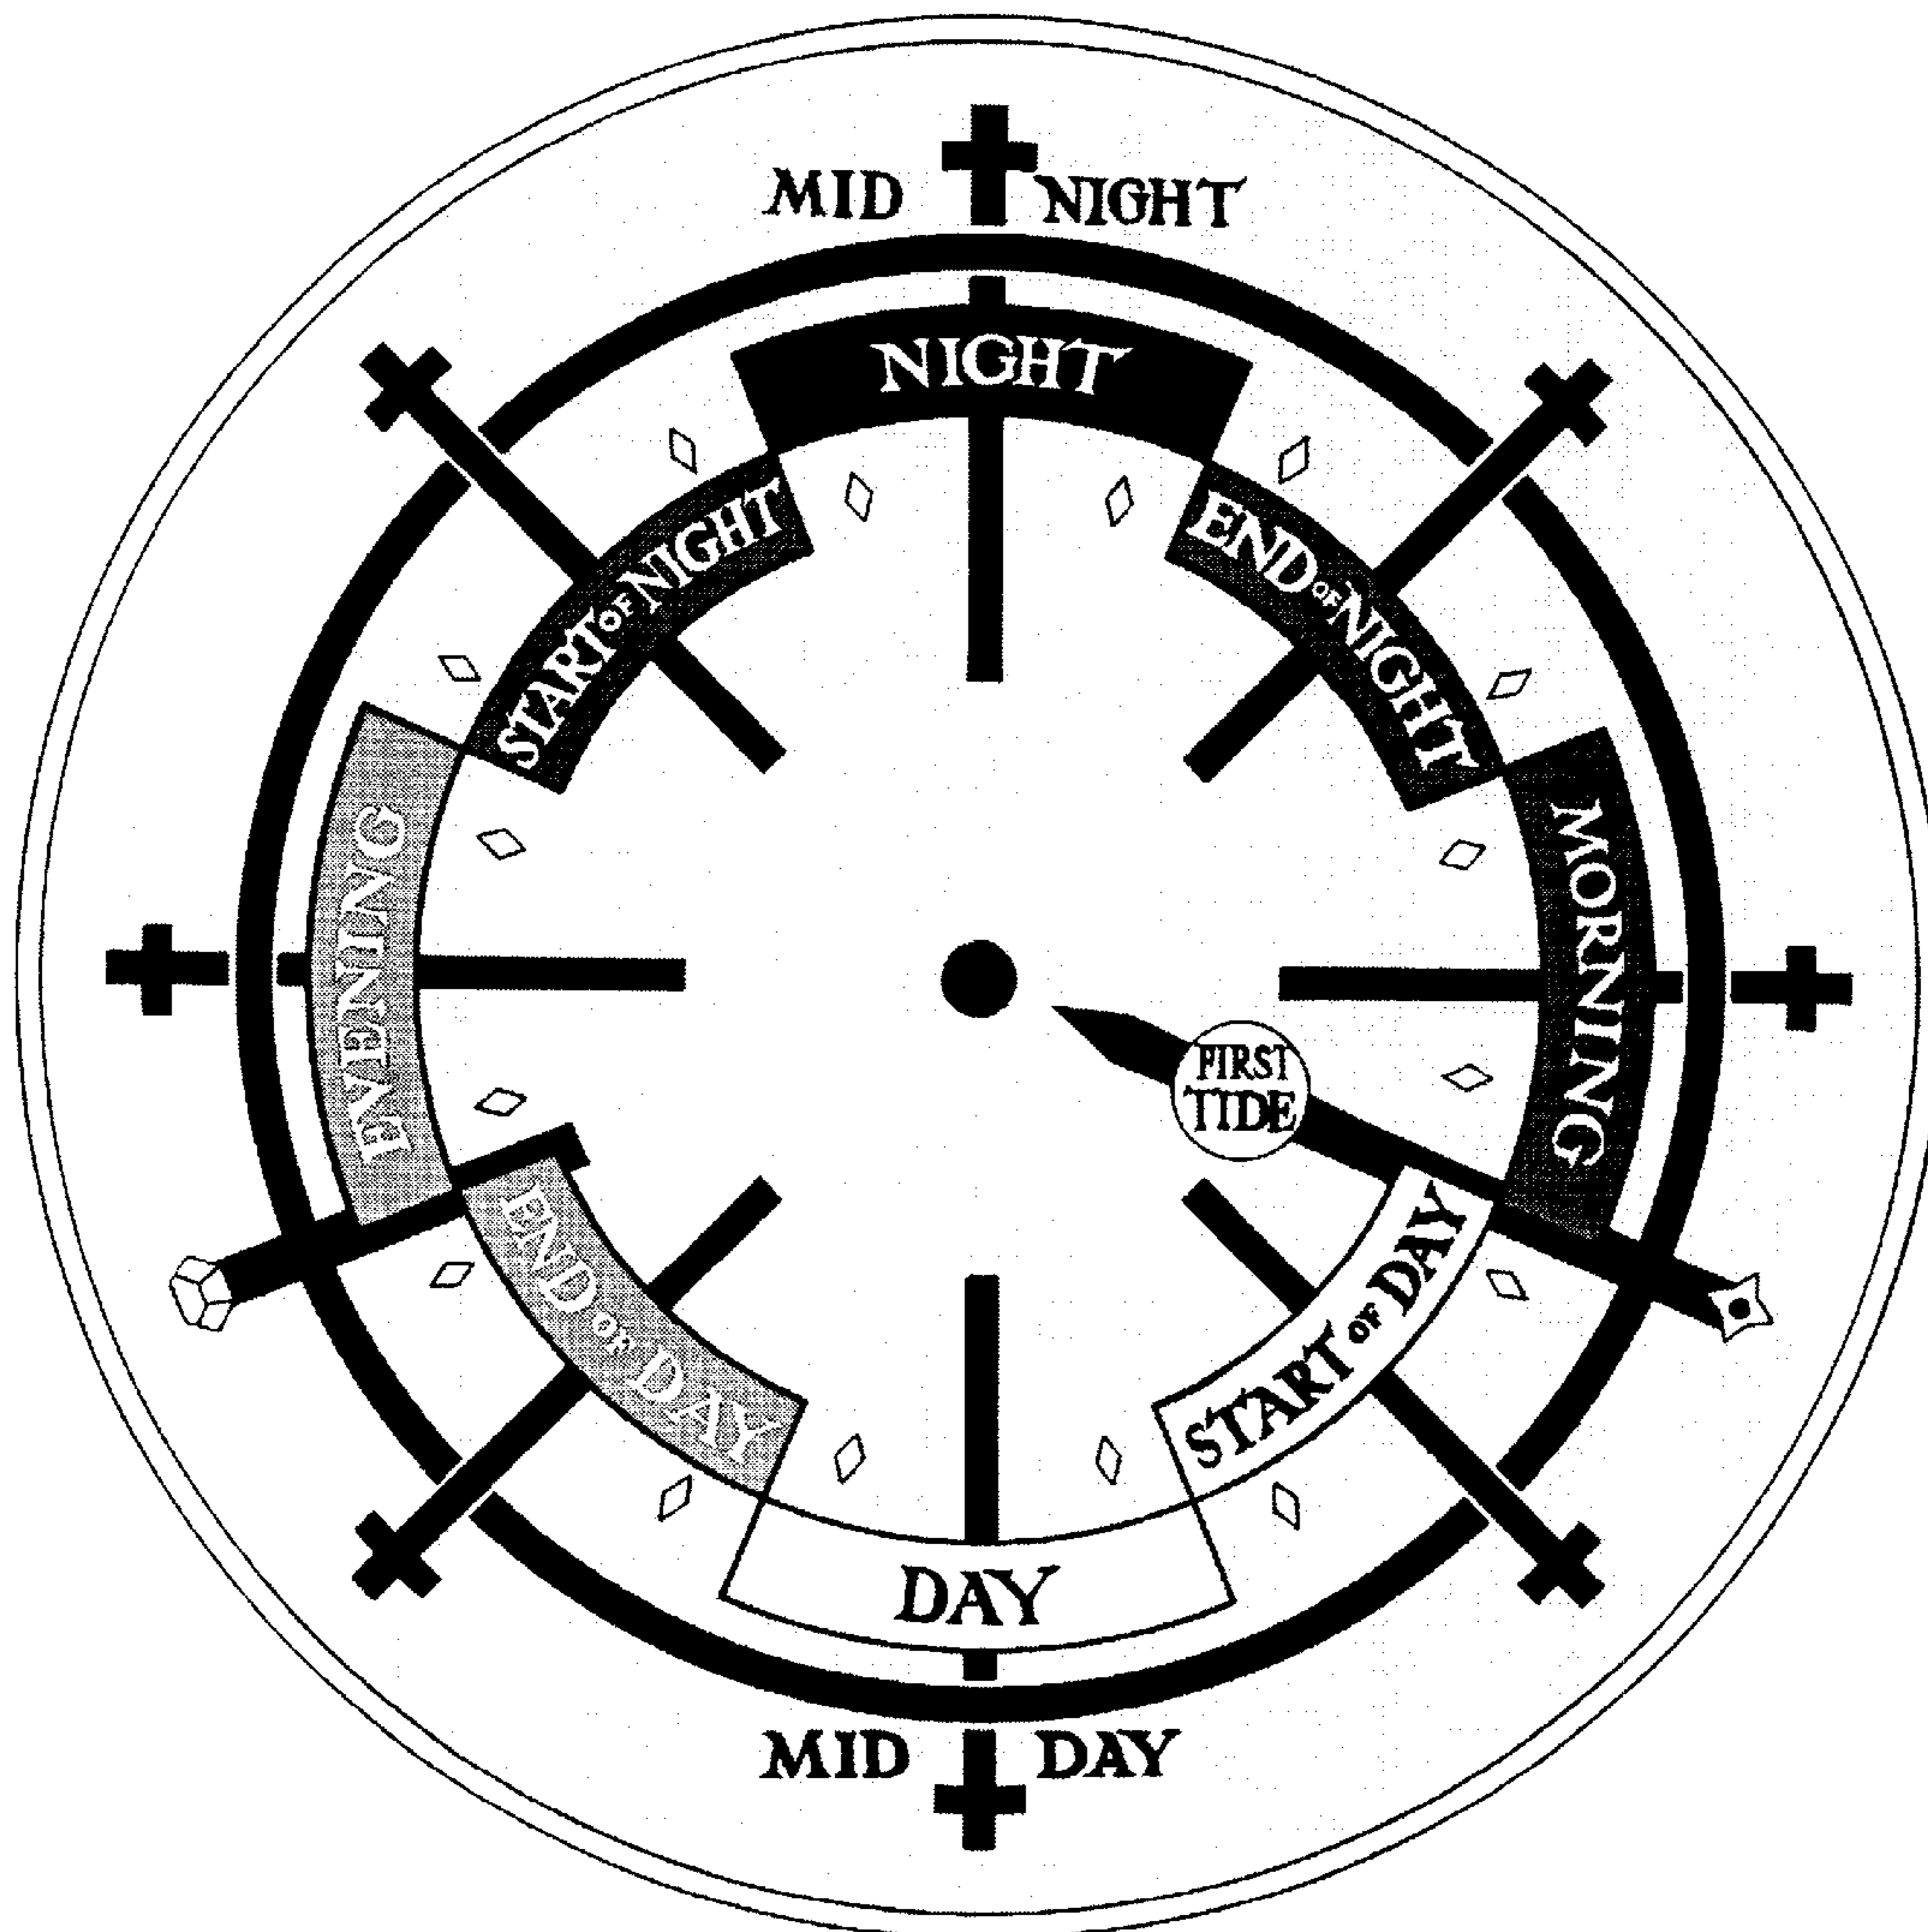 MID NIGHT
NIGHT
START OF NIGHT
END OF NIGHT
EVENING
MORNING
FIRST
TIDE
END OF DAY
START OF DAY
DAY
MID DAY